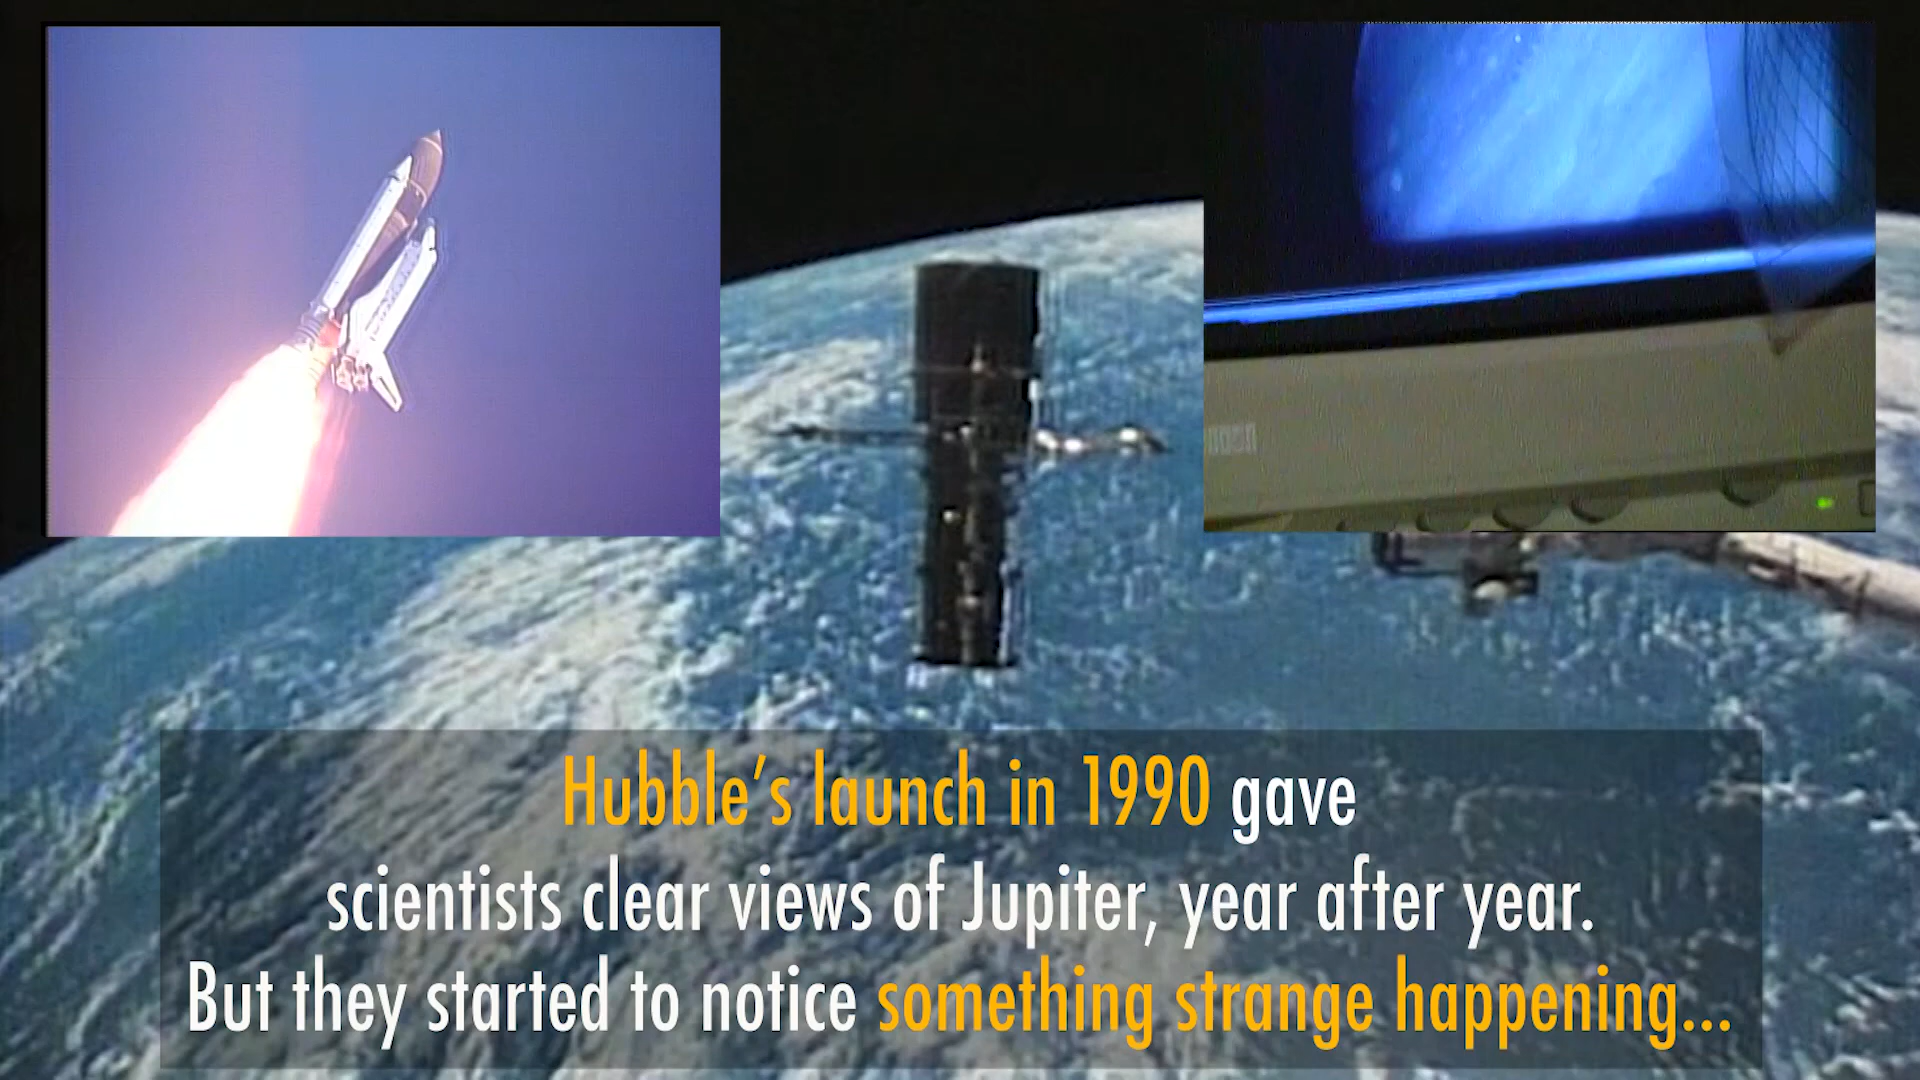 Hubble’s launch in 1990 gave
scientists clear views of Jupiter, year after year.
But they started to notice something strange happening...